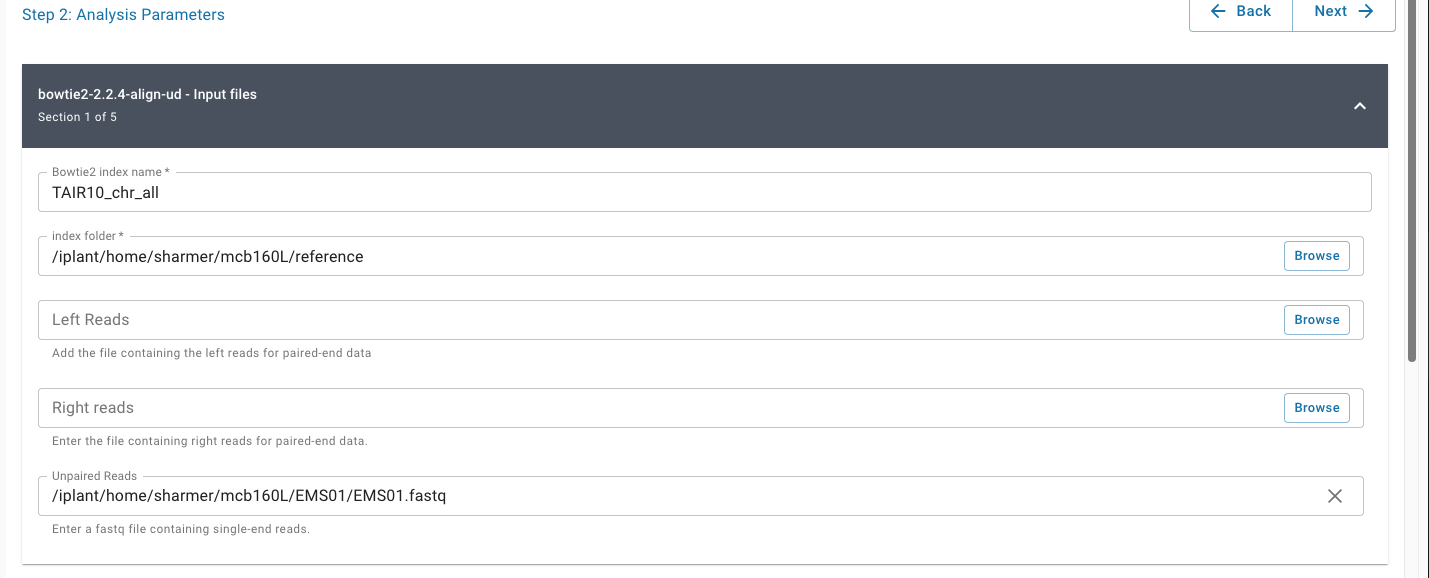 Step 2: Analysis Parameters
Back
Next
bowtie2-2.2.4-align-ud - Input files
Section 1 of 5
Bowtie2 index name *
TAIR10_chr_all
index folder *
/iplant/home/sharmer/mcb160L/reference
Browse
Left Reads
Browse
Add the file containing the left reads for paired-end data
Right reads
Browse
Enter the file containing right reads for paired-end data.
Unpaired Reads
/iplant/home/sharmer/mcb160L/EMS01/EMS01.fastq
Enter a fastq file containing single-end reads.